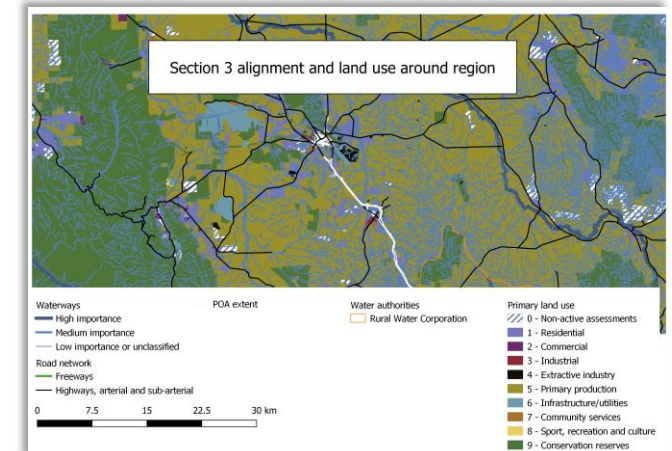 Section 3 alignment and land use around region
Waterways
High importance
Medium importance
Low importance or unclassified
Road network
Freeways
Highways, arterial and sub-arterial
0 7.5 15 22.5 30 km
POA extent
Water authorities
Rural Water Corporation
Primary land use
0 - Non-active assessments
1 - Residential
2 - Commercial
3 - Industrial
4 - Extractive industry
5 - Primary production
6 - Infrastructure/utilities
7 - Community services
8 - Sport, recreation and culture
9 - Conservation reserves